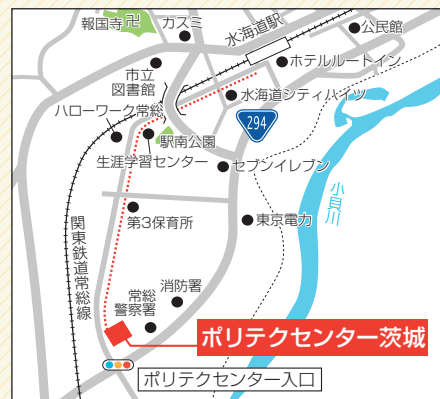 報国寺
卍
カスミ
水海道駅
公民館
市立
図書館
ホテルルートイン
ハローワーク常総
水海道シティハイツ
294
駅南公園
生涯学習センター
セブンイレブン
小貝川
第3保育所
東京電力
関東鉄道常総線
消防署
常総
警察署
ポリテクセンター茨城
ポリテクセンター入口